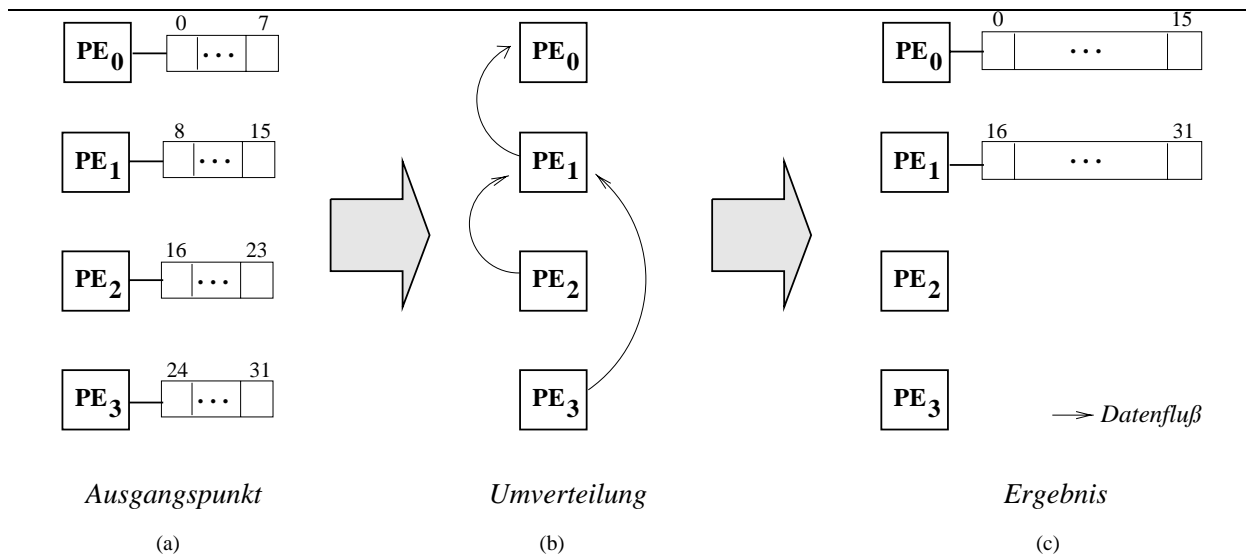 0 7 0 15
PE0 ... PE0 PE0 ...
8 15 16 31
PE1 ... PE1 PE1 ...
16 23
PE2 ... PE2 PE2
24 31
PE3 ... PE3 PE3
Datenfluß
Ausgangspunkt Umverteilung Ergebnis
(a) (b) (c)